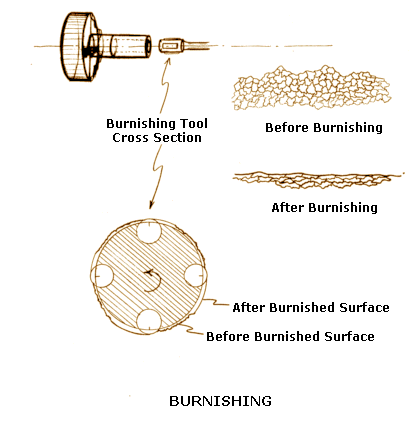 Burnishing Tool
Cross Section
Before Burnishing
After Burnishing
After Burnished Surface
Before Burnished Surface
BURNISHING